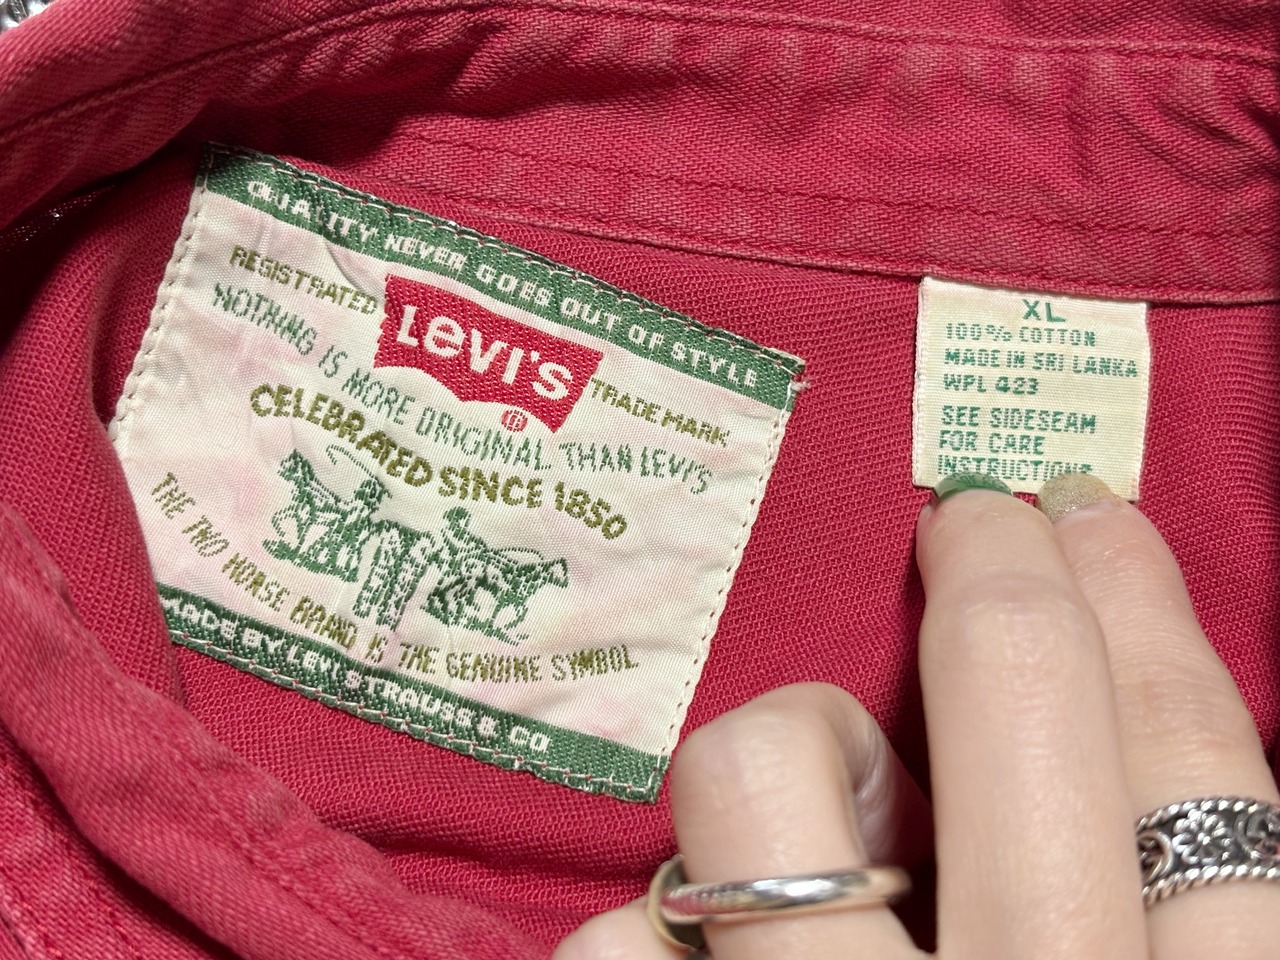 QUALITY NEVER GOES OUT OF STYLE
REGISTRATED
LEVI'S
®
TRADE MARK
NOTHING IS MORE ORIGINAL THAN LEVI'S
CELEBRATED SINCE 1850
THE TWO HORSE BRAND IS THE GENUINE SYMBOL
MADE BY LEVI STRAUSS & CO
XL
100% COTTON
MADE IN SRI LANKA
WPL 423
SEE SIDESEAM
FOR CARE
INSTRUCTIONS